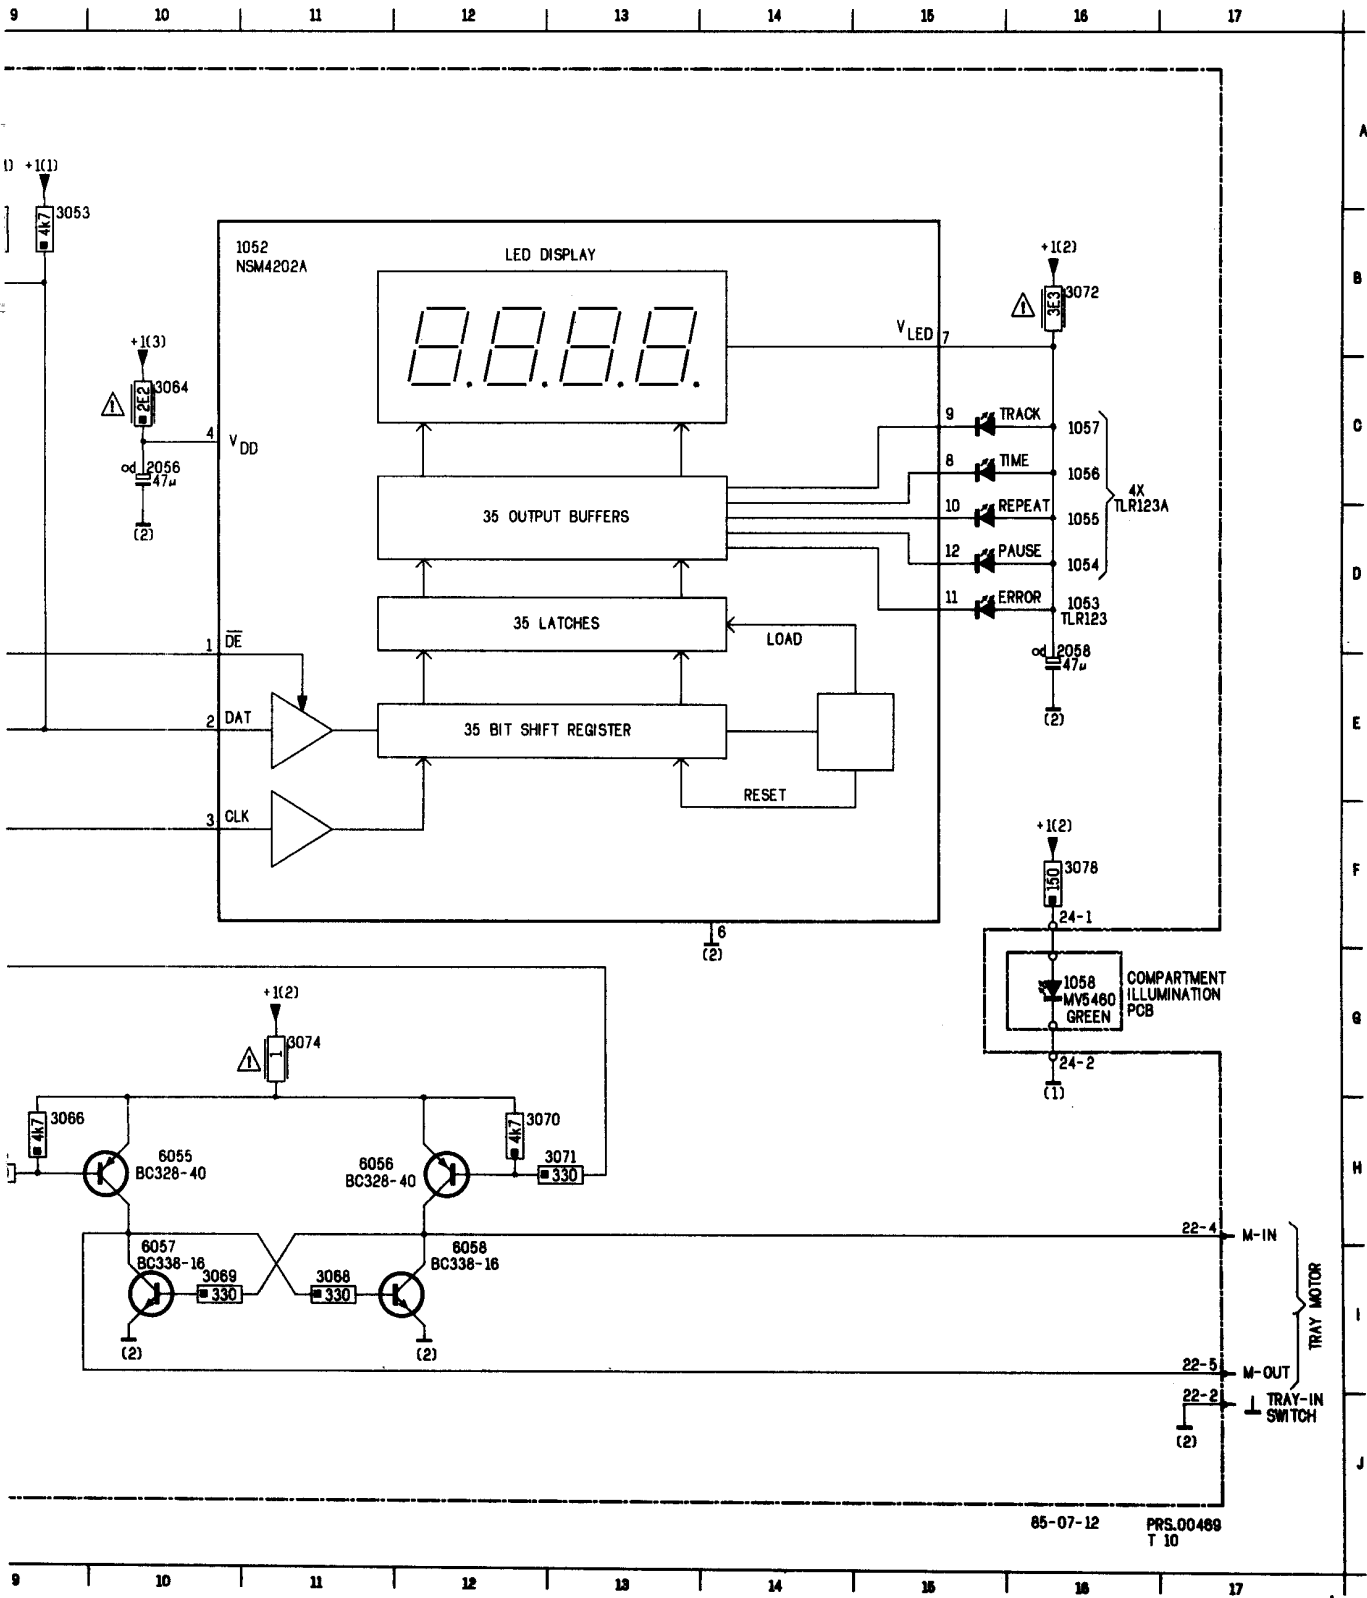 9 10 11 12 13 14 15 16 17
A
+1(1)
4k7 3053
1052
NSM4202A
LED DISPLAY
+1(2)
3E3 3072
B
V LED 7
+1(3)
2E2 3064
4 V DD
2056
47μ
(2)
9 TRACK 1057
8 TIME 1056
10 REPEAT 1055
12 PAUSE 1054
11 ERROR 1053
TLR123
4X
TLR123A
C
35 OUTPUT BUFFERS
D
35 LATCHES
LOAD
2058
47μ
(2)
1 DE
2 DAT
35 BIT SHIFT REGISTER
E
RESET
3 CLK
+1(2)
150 3078
F
24-1
6
(2)
1058
MV5460
GREEN
COMPARTMENT
ILLUMINATION
PCB
G
24-2
(1)
+1(2)
1 3074
4k7 3066
4k7 3070
3071
330
6055
BC328-40
6056
BC328-40
H
22-4 M-IN
6057
BC338-16
6058
BC338-16
3069
330
3068
330
(2)
(2)
TRAY MOTOR
I
22-5 M-OUT
22-2 TRAY-IN
SWITCH
(2)
J
85-07-12
PRS.00469
T 10
9 10 11 12 13 14 15 16 17